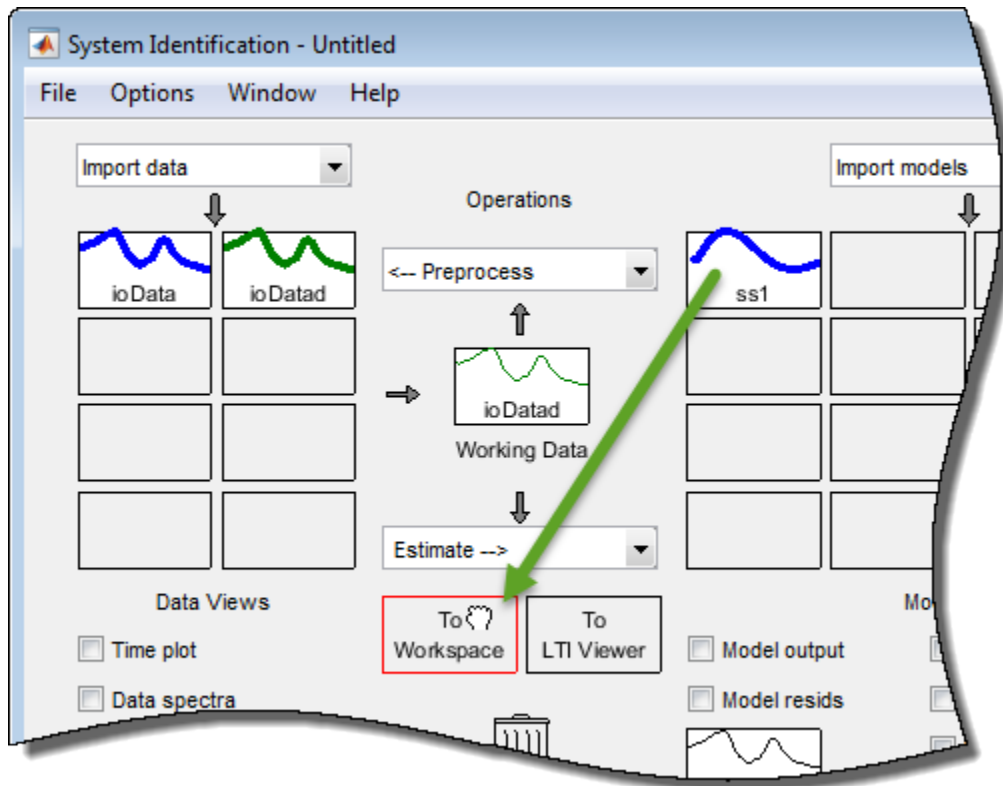 System Identification - Untitled
File Options Window Help
Import data
Import models
Operations
ioData
ioDatad
<-- Preprocess
ss1
ioDatad
Working Data
Estimate -->
Data Views
To
Workspace
To
LTI Viewer
Time plot
Model output
Data spectra
Model resids